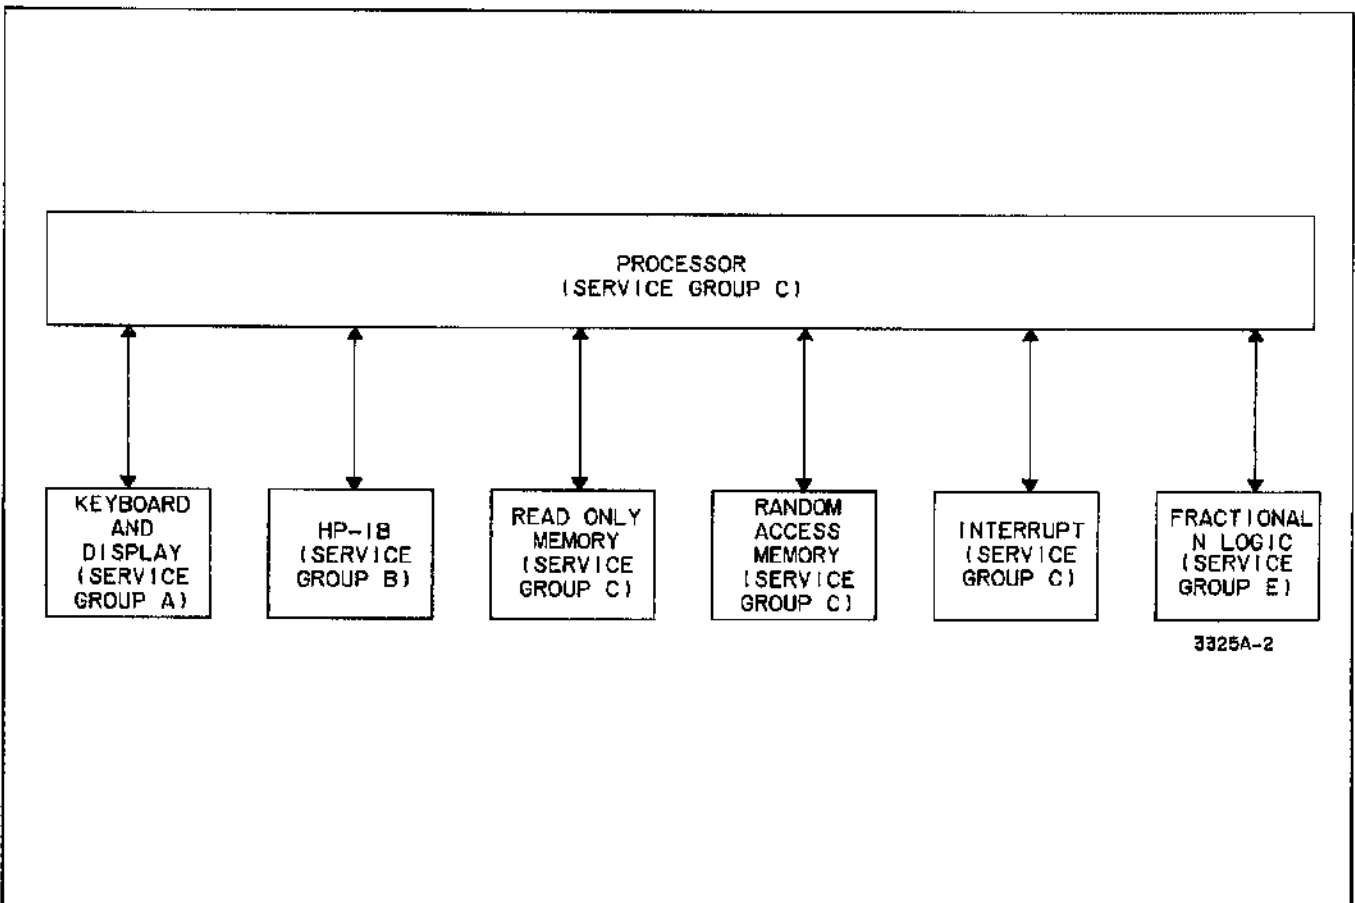 PROCESSOR
(SERVICE GROUP C)
KEYBOARD
AND
DISPLAY
(SERVICE
GROUP A)
HP-IB
(SERVICE
GROUP B)
READ ONLY
MEMORY
(SERVICE
GROUP C)
RANDOM
ACCESS
MEMORY
(SERVICE
GROUP C)
INTERRUPT
(SERVICE
GROUP C)
FRACTIONAL
N LOGIC
(SERVICE
GROUP E)
3325A-2